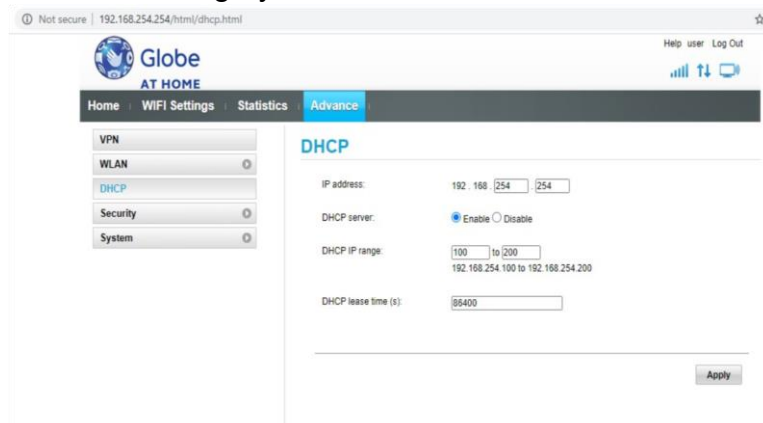 Not secure | 192.168.254.254/html/dhcp.html
Help user Log Out
Globe
AT HOME
Home WIFI Settings Statistics Advance
VPN
WLAN
DHCP
Security
System
DHCP
IP address: 192 . 168 . 254 . 254
DHCP server: Enable Disable
DHCP IP range: 100 to 200
192.168.254.100 to 192.168.254.200
DHCP lease time (s): 86400
Apply